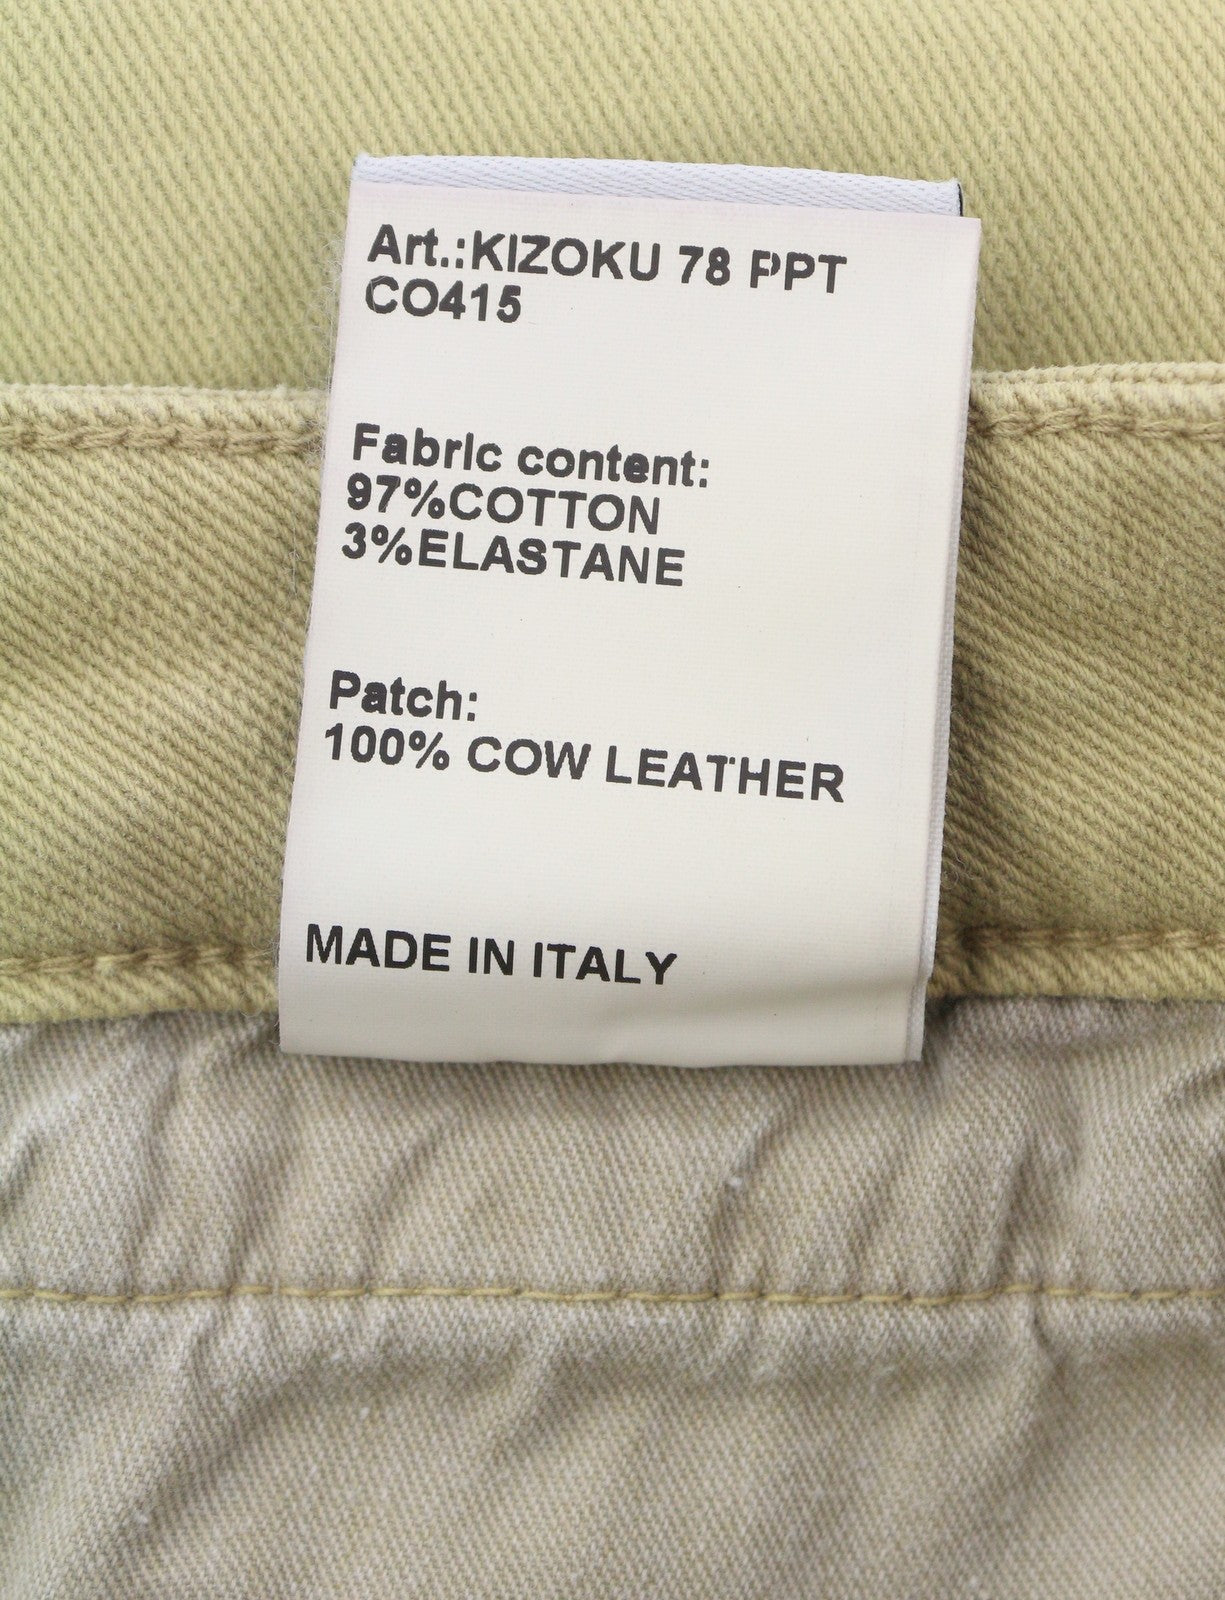 Art.:KIZOKU 78 PPT
CO415
Fabric content:
97%COTTON
3%ELASTANE
Patch:
100% COW LEATHER
MADE IN ITALY